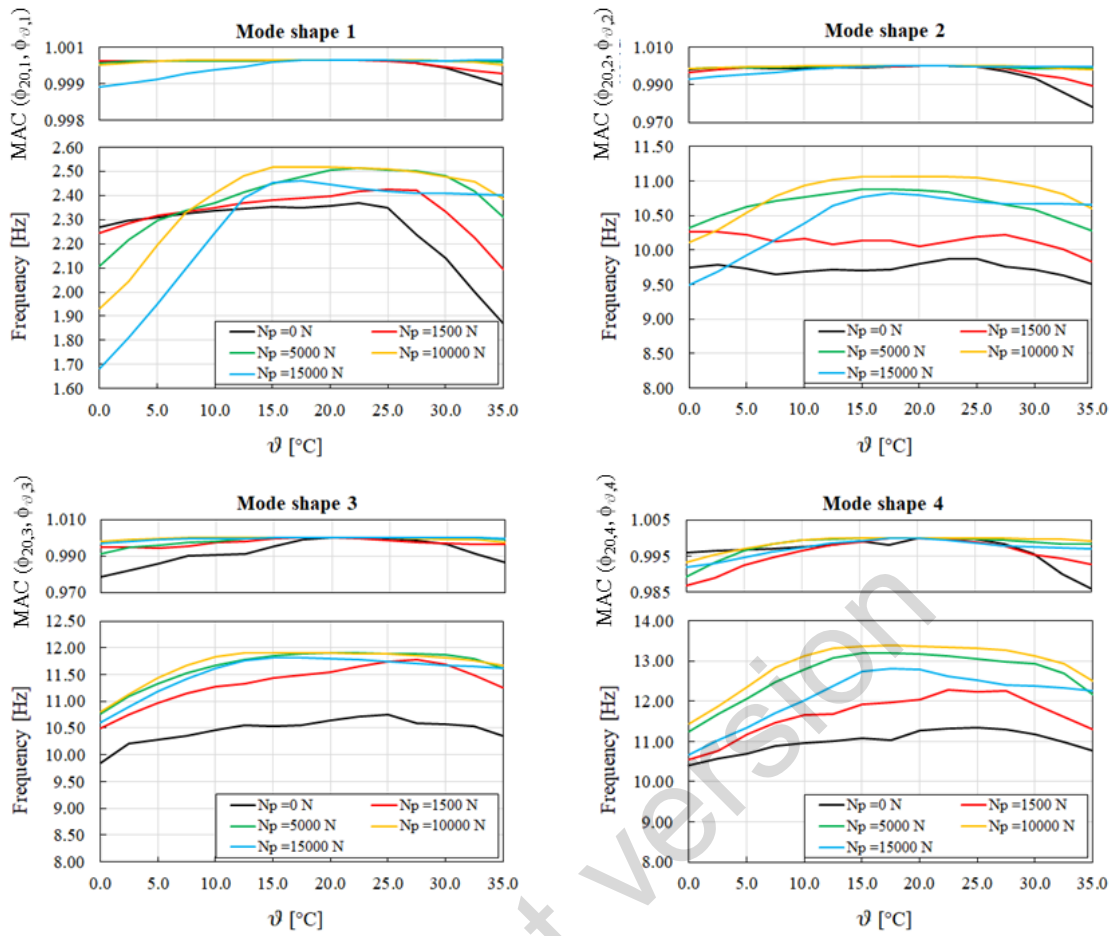 Mode shape 1
MAC (ϕ20,1, ϕϑ,1)
1.001
0.999
0.998
Frequency [Hz]
2.60
2.50
2.40
2.30
2.20
2.10
2.00
1.90
1.80
1.70
1.60
Np =0 N
Np =1500 N
Np =5000 N
Np =10000 N
Np =15000 N
0.0 5.0 10.0 15.0 20.0 25.0 30.0 35.0
ϑ [°C]
Mode shape 2
MAC (ϕ20,2, ϕϑ,2)
1.010
0.990
0.970
Frequency [Hz]
11.50
11.00
10.50
10.00
9.50
9.00
8.50
8.00
Np =0 N
Np =1500 N
Np =5000 N
Np =10000 N
Np =15000 N
0.0 5.0 10.0 15.0 20.0 25.0 30.0 35.0
ϑ [°C]
Mode shape 3
MAC (ϕ20,3, ϕϑ,3)
1.010
0.990
0.970
Frequency [Hz]
12.50
12.00
11.50
11.00
10.50
10.00
9.50
9.00
8.50
8.00
Np =0 N
Np =1500 N
Np =5000 N
Np =10000 N
Np =15000 N
0.0 5.0 10.0 15.0 20.0 25.0 30.0 35.0
ϑ [°C]
Mode shape 4
MAC (ϕ20,4, ϕϑ,4)
1.005
0.995
0.985
Frequency [Hz]
14.00
13.00
12.00
11.00
10.00
9.00
8.00
Np =0 N
Np =1500 N
Np =5000 N
Np =10000 N
Np =15000 N
0.0 5.0 10.0 15.0 20.0 25.0 30.0 35.0
ϑ [°C]
t version